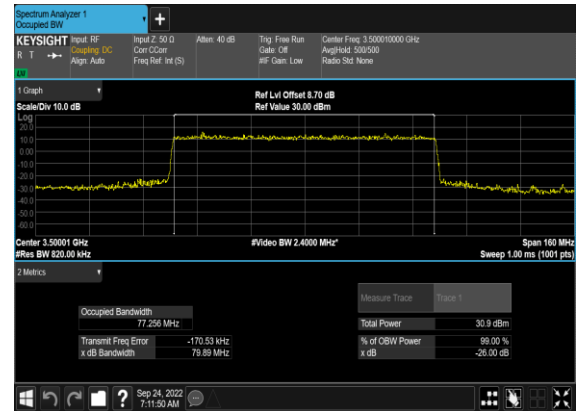 Spectrum Analyzer 1
Occupied BW
KEYSIGHT
R T
Input: RF
Coupling: DC
Align: Auto
Input Z: 50 Ω
Corr CCorr
Freq Ref: Int (S)
Atten: 40 dB
Trig: Free Run
Gate: Off
#IF Gain: Low
Center Freq: 3.500010000 GHz
Avg|Hold: 500/500
Radio Std: None
1 Graph
Scale/Div 10.0 dB
Ref Lvl Offset 8.70 dB
Ref Value 30.00 dBm
Log
20.0
10.0
0.00
-10.0
-20.0
-30.0
-40.0
-50.0
-60.0
Center 3.50001 GHz
#Res BW 820.00 kHz
#Video BW 2.4000 MHz*
Span 160 MHz
Sweep 1.00 ms (1001 pts)
2 Metrics
Measure Trace Trace 1
Occupied Bandwidth
77.256 MHz
Total Power 30.9 dBm
Transmit Freq Error -170.53 kHz
% of OBW Power 99.00 %
x dB Bandwidth 79.89 MHz
x dB -26.00 dB
?
Sep 24, 2022
7:11:50 AM